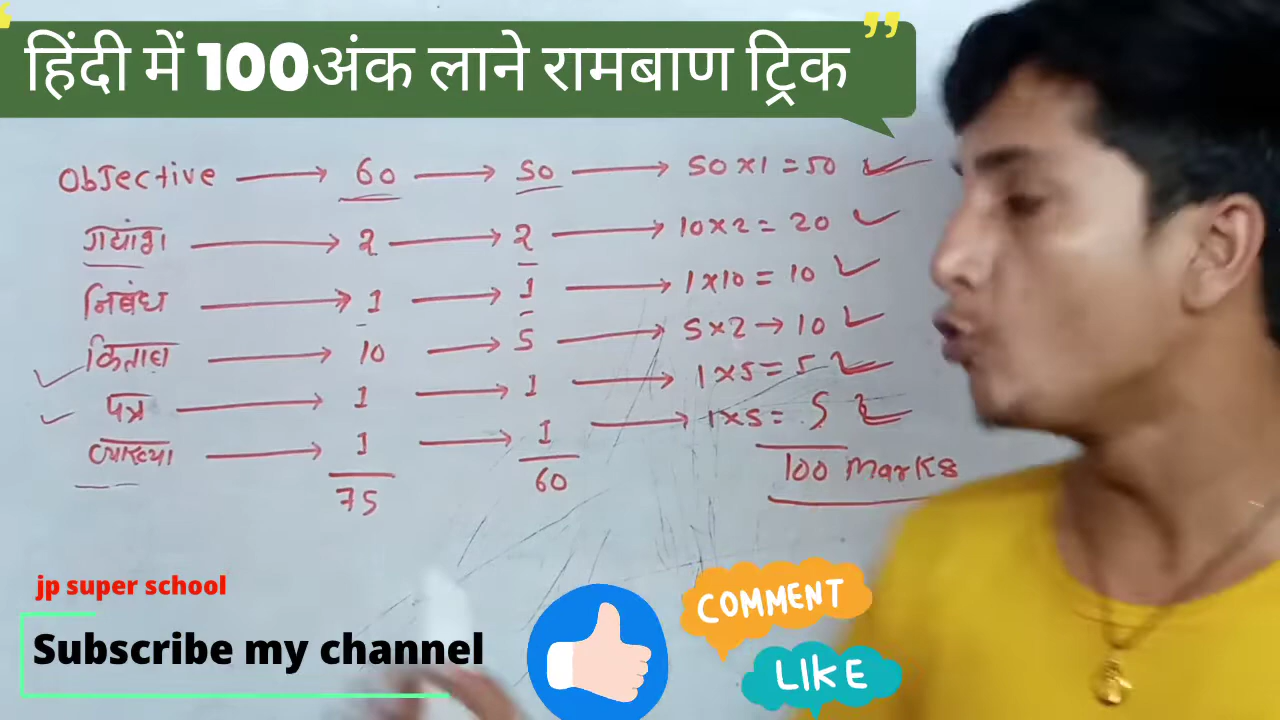 ” ”
हिंदी में 100अंक लाने रामबाण ट्रिक
Objective → 60 → 50 → 50×1=50 ✓
गद्यांश → 2 → 2 → 10×2=20 ✓
निबंध → 1 → 1 → 1×10=10 ✓
✓ किताब → 10 → 5 → 5×2→10 ✓
✓ पत्र → 1 → 1 → 1×5=5 ✓
व्याख्या → 1 → 1 → 1×5=5
75 60 100 Marks
jp super school
Subscribe my channel
COMMENT
LIKE